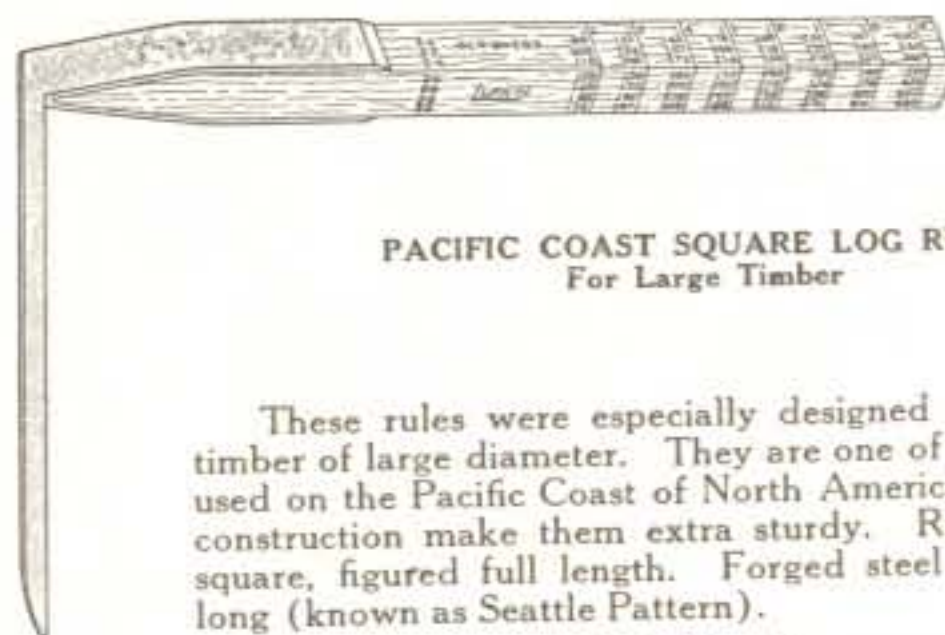 PACIFIC COAST SQUARE LOG R
For Large Timber
These rules were especially designed
timber of large diameter. They are one of
used on the Pacific Coast of North Americ
construction make them extra sturdy. R
square, figured full length. Forged steel
long (known as Seattle Pattern).